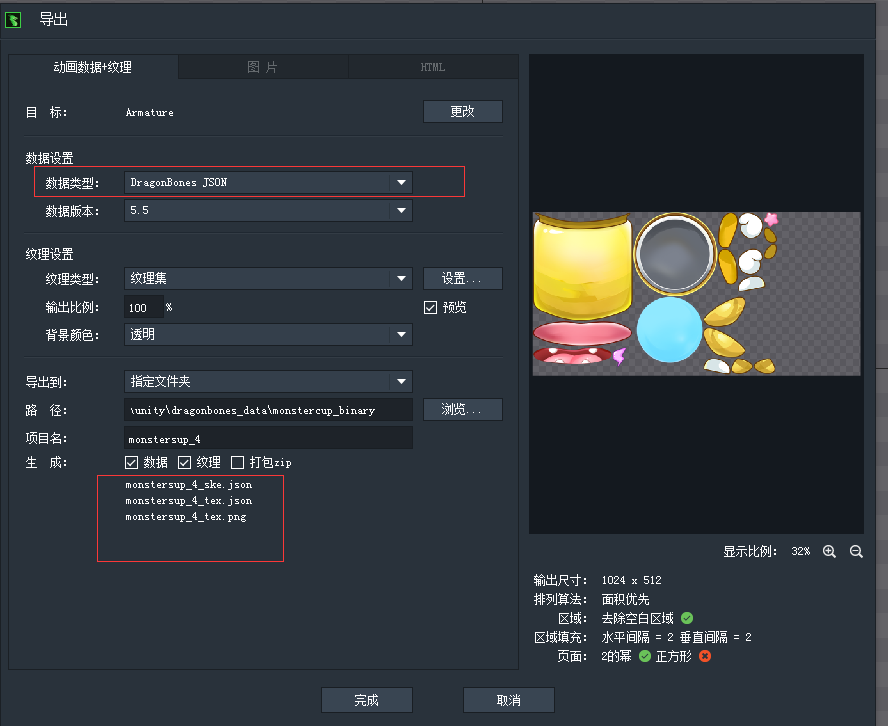 导出
动画数据+纹理 图 片 HTML
目 标: Armature 更改
数据设置
数据类型: DragonBones JSON
数据版本: 5.5
纹理设置
纹理类型: 纹理集 设置...
输出比例: 100 % 预览
背景颜色: 透明
导出到: 指定文件夹
路 径: \unity\dragonbones_data\monstercup_binary 浏览...
项目名: monstersup_4
生 成: 数据 纹理 打包zip
monstersup_4_ske.json
monstersup_4_tex.json
monstersup_4_tex.png
显示比例: 32%
输出尺寸: 1024 x 512
排列算法: 面积优先
区域: 去除空白区域
区域填充: 水平间隔 = 2 垂直间隔 = 2
页面: 2的幂 正方形
完成 取消